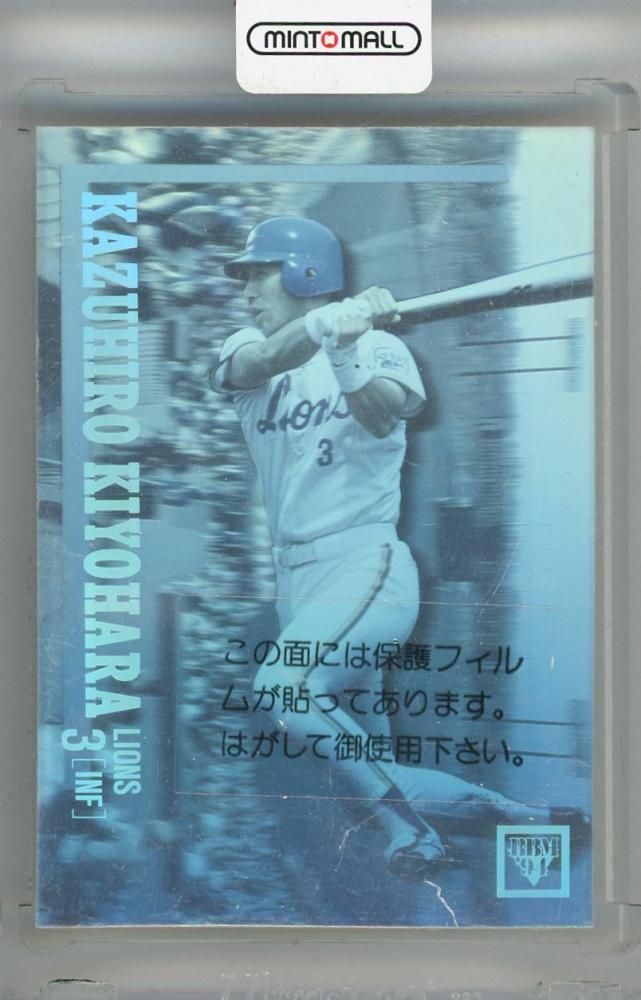 MINT MALL
KAZUHIRO KIYOHARA
LIONS
3 [INF]
Lions
3
この面には保護フィル
ムが貼ってあります。
はがして御使用下さい。
BBM
'94